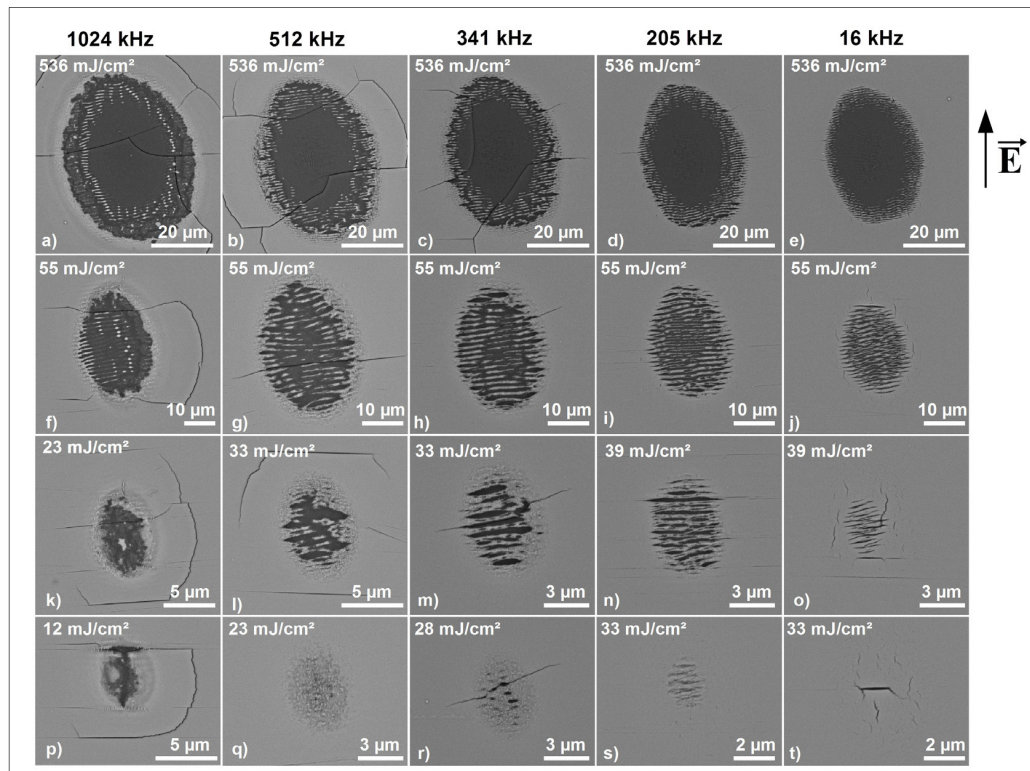 1024 kHz 512 kHz 341 kHz 205 kHz 16 kHz
536 mJ/cm² 536 mJ/cm² 536 mJ/cm² 536 mJ/cm² 536 mJ/cm²
E
a) 20 µm b) 20 µm c) 20 µm d) 20 µm e) 20 µm
55 mJ/cm² 55 mJ/cm² 55 mJ/cm² 55 mJ/cm² 55 mJ/cm²
f) 10 µm g) 10 µm h) 10 µm i) 10 µm j) 10 µm
23 mJ/cm² 33 mJ/cm² 33 mJ/cm² 39 mJ/cm² 39 mJ/cm²
k) 5 µm l) 5 µm m) 3 µm n) 3 µm o) 3 µm
12 mJ/cm² 23 mJ/cm² 28 mJ/cm² 33 mJ/cm² 33 mJ/cm²
p) 5 µm q) 3 µm r) 3 µm s) 2 µm t) 2 µm